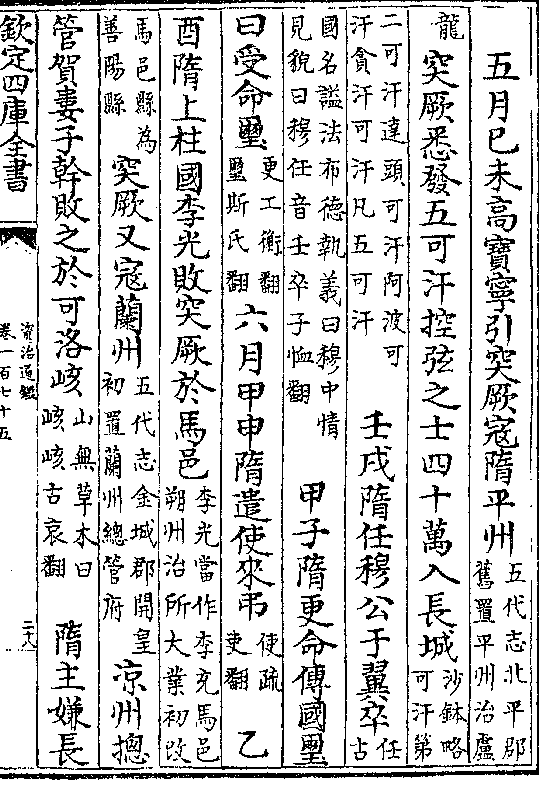 五月己未高寶寧引突厥寇隋平州五代志北平郡舊置平州治盧
龍突厥悉發五可汗控弦之士四十萬入長城沙鉢略可汗第
二可汗達頭可汗阿波可汗貪汗可汗凡五可汗壬戌隋任穆公于翼卒任古
國名諡法布德執義曰穆中情見貌曰穆任音壬卒子恤翻甲子隋更命傳國璽
曰受命璽更工衡翻璽斯氏翻六月甲申隋遣使來弔使疏吏翻乙
酉隋上柱國李光敗突厥於馬邑李光當作李充馬邑朔州治所大業初改
馬邑縣為善陽縣突厥又寇蘭州五代志金城郡開皇初置蘭州總管府涼州摠
管賀婁子幹敗之於可洛峐山無草木曰峐峐古哀翻隋主嫌長
欽定四庫全書
資治通鑑
卷一百七十五
二八